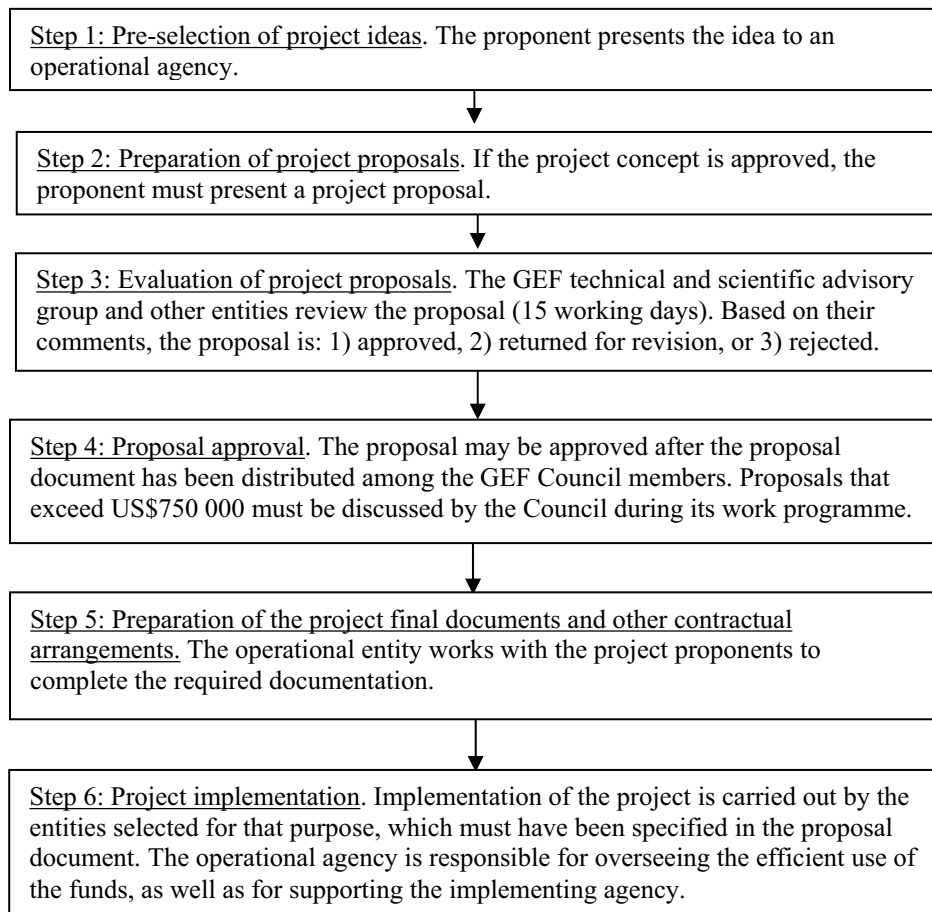 Step 1: Pre-selection of project ideas. The proponent presents the idea to an
operational agency.
Step 2: Preparation of project proposals. If the project concept is approved, the
proponent must present a project proposal.
Step 3: Evaluation of project proposals. The GEF technical and scientific advisory
group and other entities review the proposal (15 working days). Based on their
comments, the proposal is: 1) approved, 2) returned for revision, or 3) rejected.
Step 4: Proposal approval. The proposal may be approved after the proposal
document has been distributed among the GEF Council members. Proposals that
exceed US$750 000 must be discussed by the Council during its work programme.
Step 5: Preparation of the project final documents and other contractual
arrangements. The operational entity works with the project proponents to
complete the required documentation.
Step 6: Project implementation. Implementation of the project is carried out by the
entities selected for that purpose, which must have been specified in the proposal
document. The operational agency is responsible for overseeing the efficient use of
the funds, as well as for supporting the implementing agency.